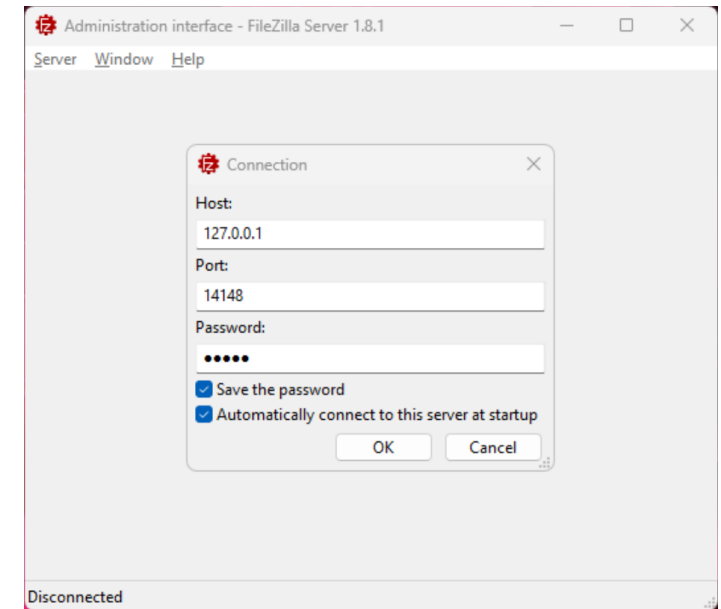 Administration interface - FileZilla Server 1.8.1
Server Window Help
Connection
Host:
127.0.0.1
Port:
14148
Password:
●●●●●
Save the password
Automatically connect to this server at startup
OK Cancel
Disconnected